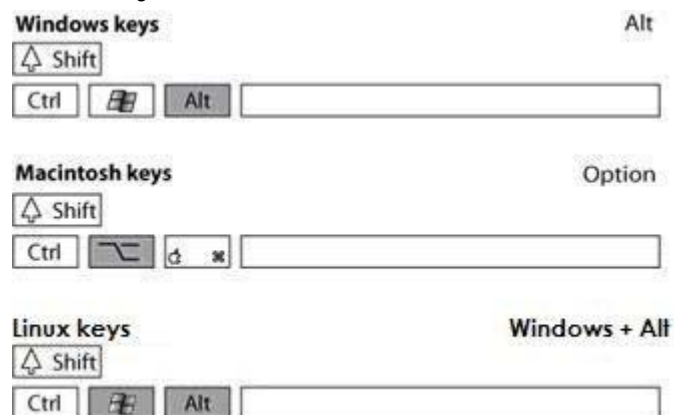 Windows keys Alt
Shift
Ctrl Alt
Macintosh keys Option
Shift
Ctrl
Linux keys Windows + Alt
Shift
Ctrl Alt